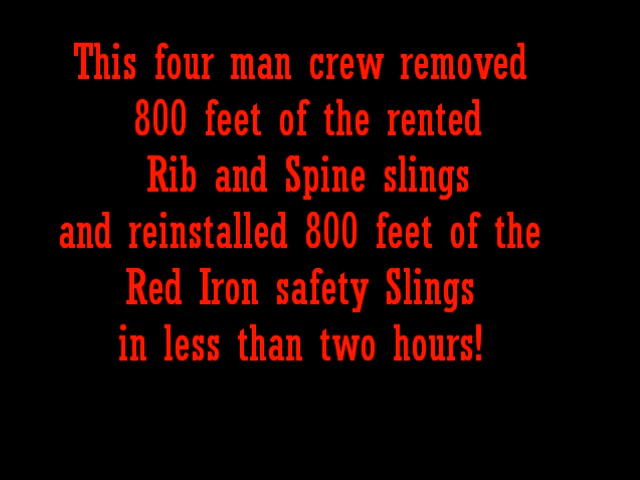 This four man crew removed
800 feet of the rented
Rib and Spine slings
and reinstalled 800 feet of the
Red Iron safety Slings
in less than two hours!